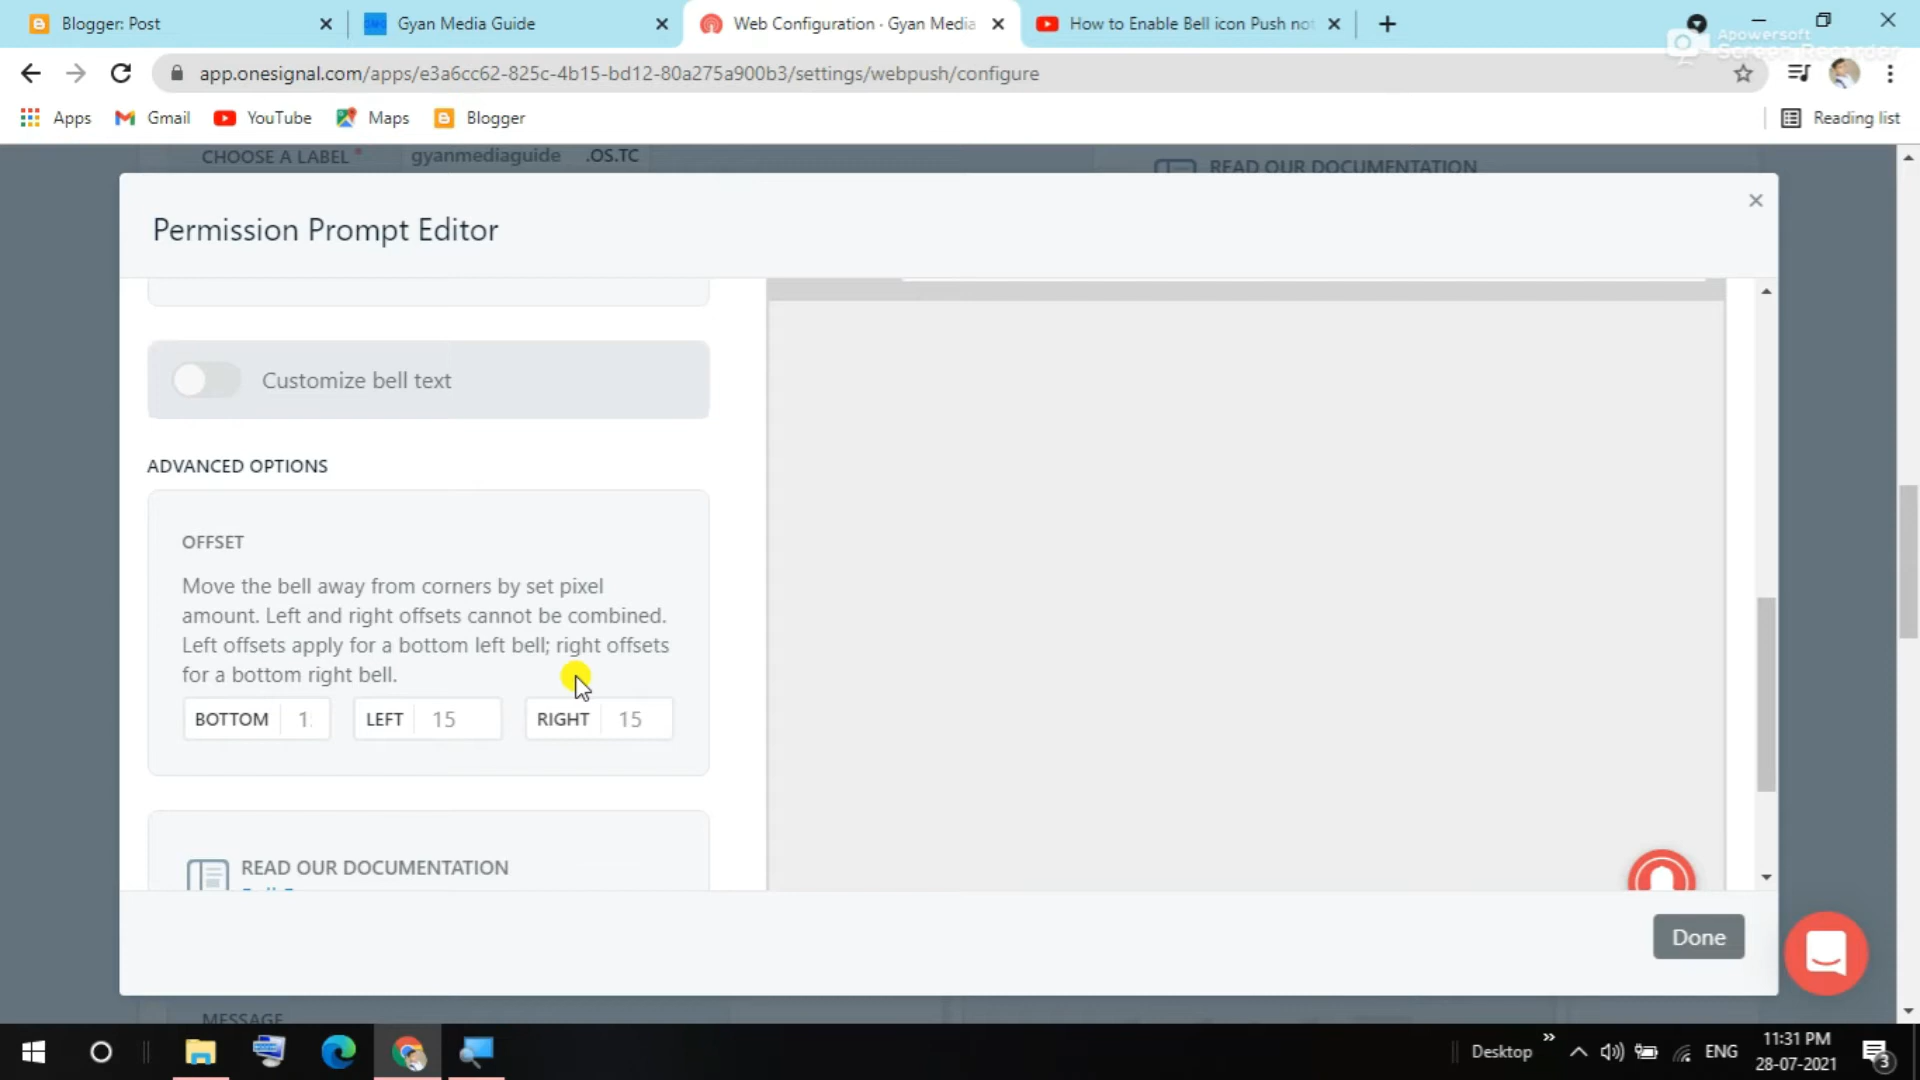 Blogger: Post
Gyan Media Guide
Web Configuration · Gyan Media
How to Enable Bell icon Push no
Apowersoft
Screen Recorder
app.onesignal.com/apps/e3a6cc62-825c-4b15-bd12-80a275a900b3/settings/webpush/configure
Apps
Gmail
YouTube
Maps
Blogger
Reading list
CHOOSE A LABEL *
gyanmediaguide
.OS.TC
READ OUR DOCUMENTATION
Permission Prompt Editor
Customize bell text
ADVANCED OPTIONS
OFFSET
Move the bell away from corners by set pixel
amount. Left and right offsets cannot be combined.
Left offsets apply for a bottom left bell; right offsets
for a bottom right bell.
BOTTOM 1
LEFT 15
RIGHT 15
READ OUR DOCUMENTATION
Done
MESSAGE
Desktop
ENG
11:31 PM
28-07-2021
3